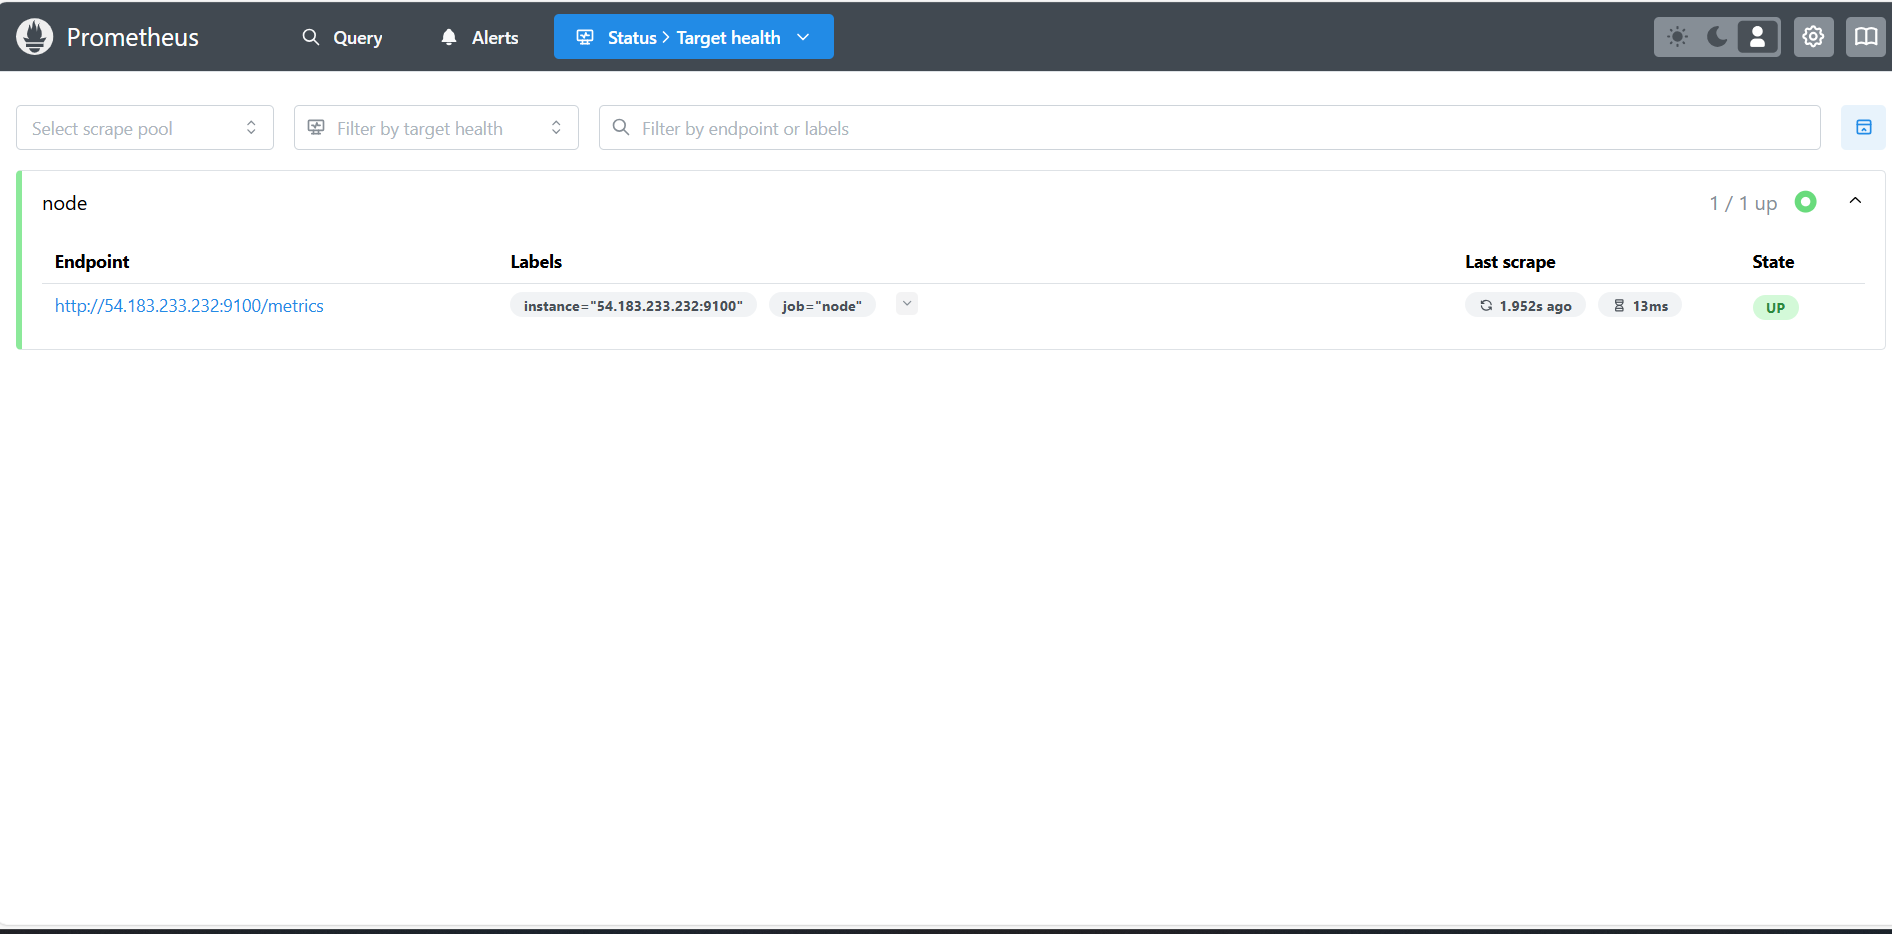 Prometheus Query Alerts Status > Target health
Select scrape pool Filter by target health Filter by endpoint or labels
node 1 / 1 up
Endpoint Labels Last scrape State
http://54.183.233.232:9100/metrics instance="54.183.233.232:9100" job="node" 1.952s ago 13ms UP